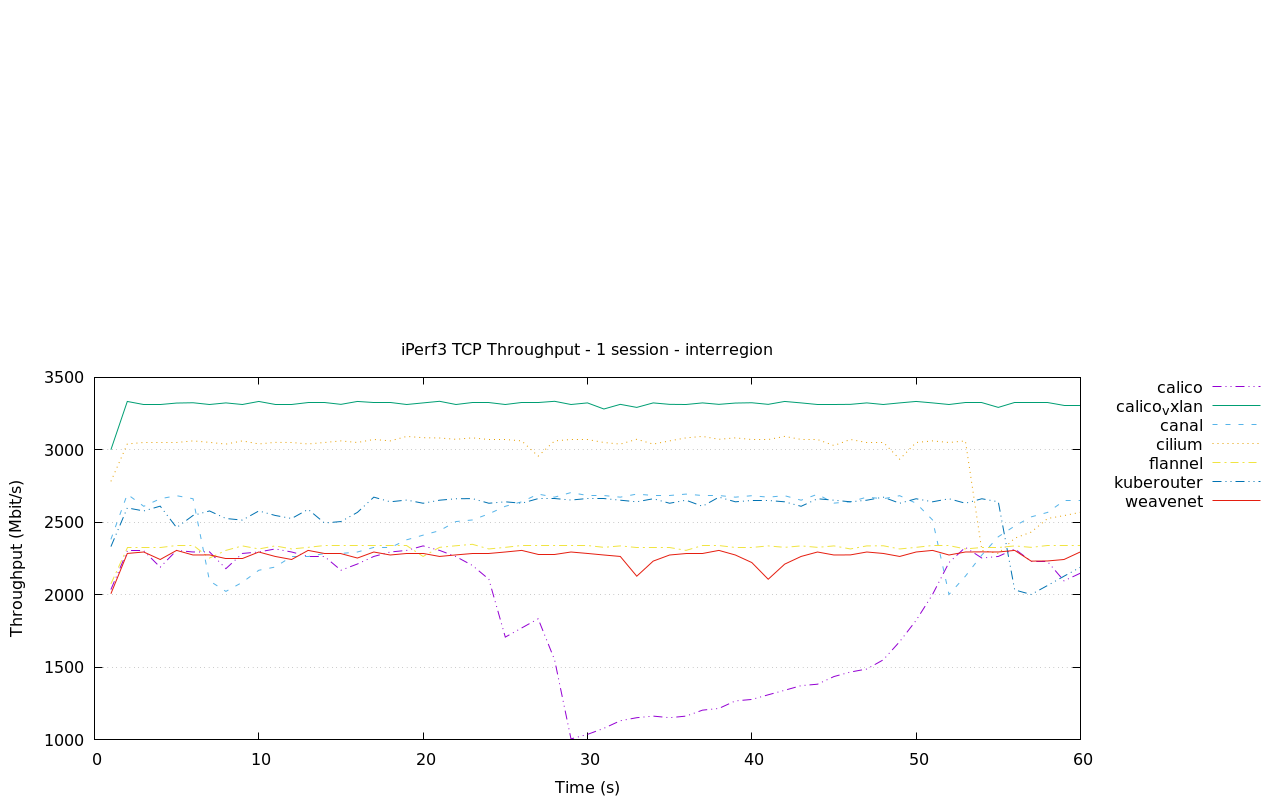 iPerf3 TCP Throughput - 1 session - interregion
3500
3000
2500
2000
1500
1000
Throughput (Mbit/s)
0 10 20 30 40 50 60
Time (s)
calico
calicovxlan
canal
cilium
flannel
kuberouter
weavenet